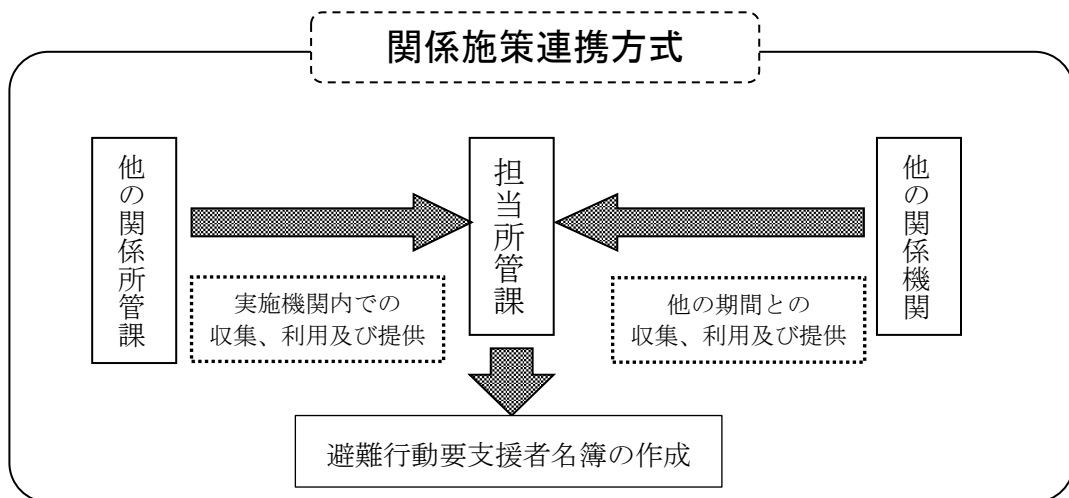 関係施策連携方式
他の関係所管課
担当所管課
他の関係機関
実施機関内での
収集、利用及び提供
他の期間との
収集、利用及び提供
避難行動要支援者名簿の作成